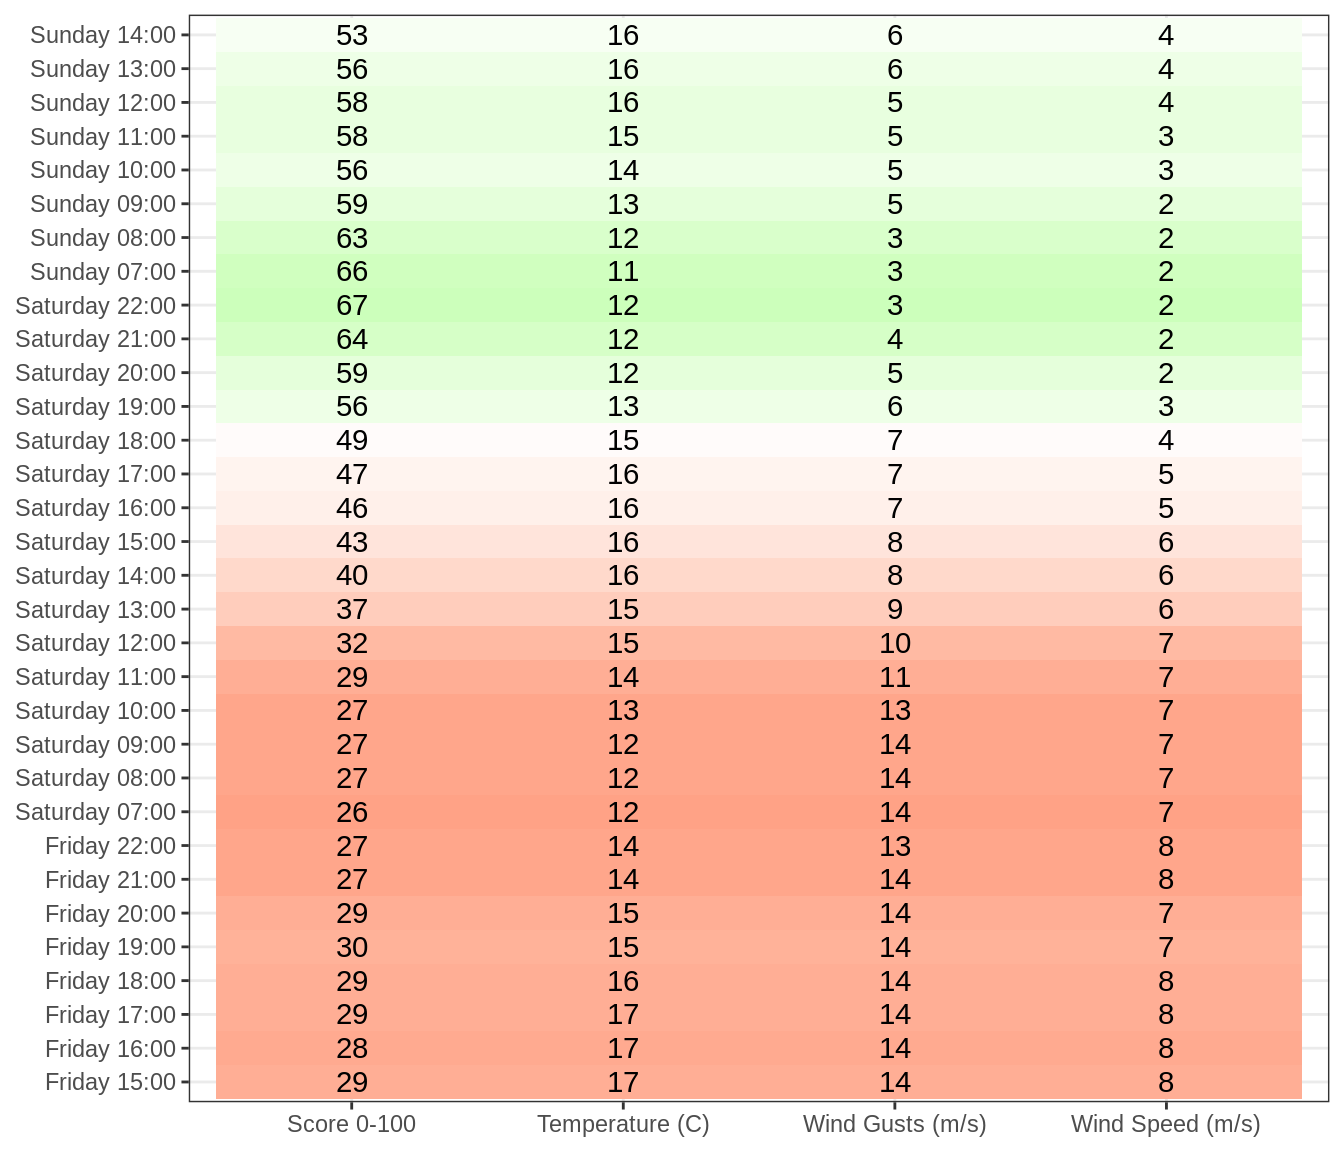 Sunday 14:00 53 16 6 4
Sunday 13:00 56 16 6 4
Sunday 12:00 58 16 5 4
Sunday 11:00 58 15 5 3
Sunday 10:00 56 14 5 3
Sunday 09:00 59 13 5 2
Sunday 08:00 63 12 3 2
Sunday 07:00 66 11 3 2
Saturday 22:00 67 12 3 2
Saturday 21:00 64 12 4 2
Saturday 20:00 59 12 5 2
Saturday 19:00 56 13 6 3
Saturday 18:00 49 15 7 4
Saturday 17:00 47 16 7 5
Saturday 16:00 46 16 7 5
Saturday 15:00 43 16 8 6
Saturday 14:00 40 16 8 6
Saturday 13:00 37 15 9 6
Saturday 12:00 32 15 10 7
Saturday 11:00 29 14 11 7
Saturday 10:00 27 13 13 7
Saturday 09:00 27 12 14 7
Saturday 08:00 27 12 14 7
Saturday 07:00 26 12 14 7
Friday 22:00 27 14 13 8
Friday 21:00 27 14 14 8
Friday 20:00 29 15 14 7
Friday 19:00 30 15 14 7
Friday 18:00 29 16 14 8
Friday 17:00 29 17 14 8
Friday 16:00 28 17 14 8
Friday 15:00 29 17 14 8
Score 0-100 Temperature (C) Wind Gusts (m/s) Wind Speed (m/s)